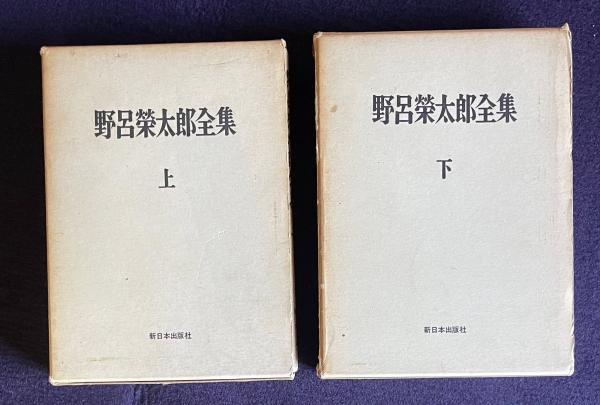 野呂榮太郎全集
上
新日本出版社
野呂榮太郎全集
下
新日本出版社